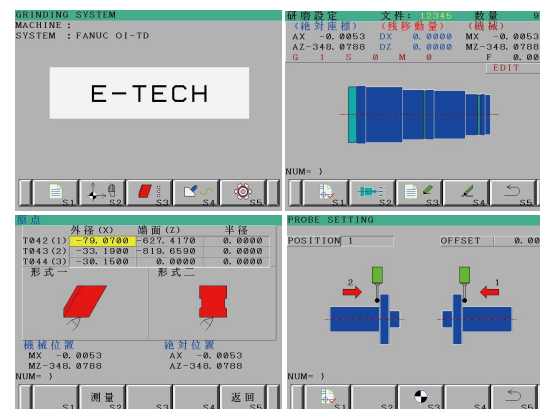 GRINDING SYSTEM
MACHINE :
SYSTEM : FANUC OI-TD
E-TECH
S1 S2 S3 S4 S5
研磨設定 文件: 12345 数量 9
(絶対座標) (残移動量) (機械)
AX -0.0053 DX 0.0000 MX -0.0053
AZ-348.0788 DZ 0.0000 MZ-348.0788
G 1 S 0 M 0 F 0.00
EDIT
NUM= >
S1 S2 S3 S4 S5
原点
外径(X) 端面(Z) 半径
T042(1) -79.0700 -627.4170 0.0000
T043(2) -33.1900 -819.6590 0.0000
T044(3) -30.1500 0.0000 0.0000
形式一 形式二
機械位置 絶対位置
MX -0.0053 AX -0.0053
MZ-348.0788 AZ-348.0788
NUM= >
測量 返回
S1 S2 S3 S4 S5
PROBE SETTING
POSITION 1 OFFSET 0.00
2 1
NUM= >
S1 S2 S3 S4 S5